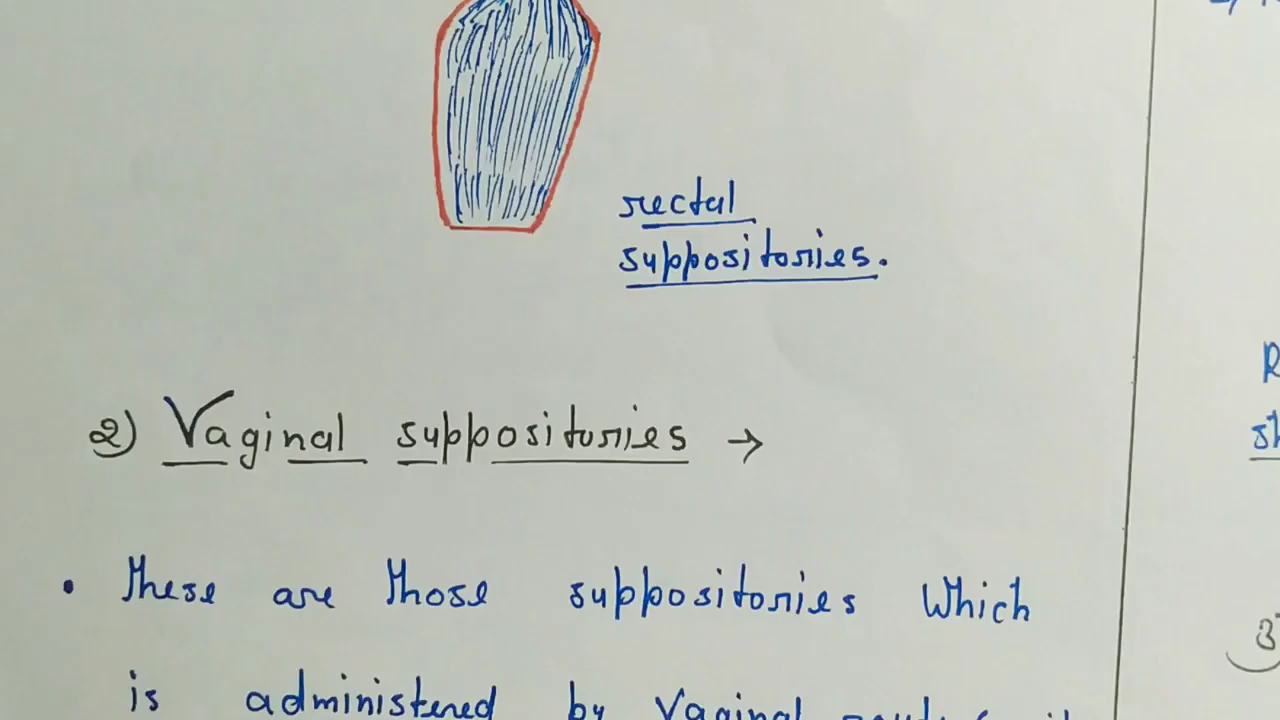 rectal
suppositories.
2) Vaginal suppositories →
• These are those suppositories which
is administered by Vaginal